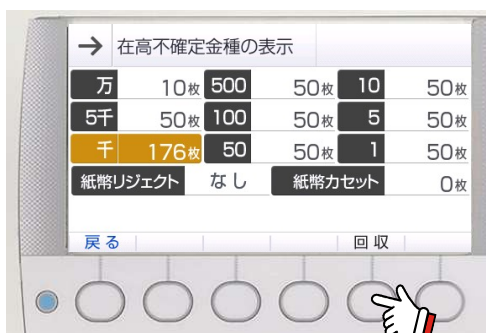 → 在高不確定金種の表示
万 10枚 500 50枚 10 50枚
5千 50枚 100 50枚 5 50枚
千 176枚 50 50枚 1 50枚
紙幣リジェクト なし 紙幣カセット 0枚
戻る 回収